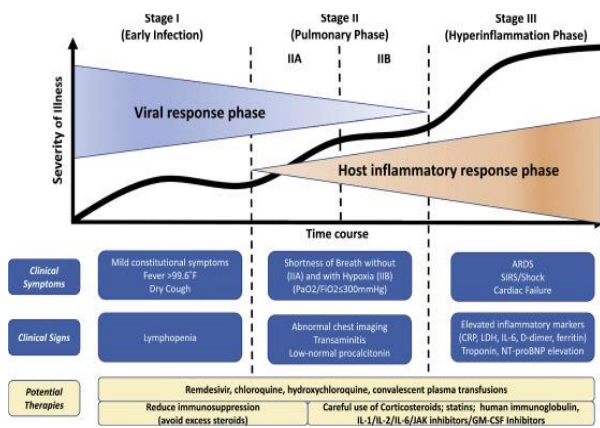 Stage I
(Early Infection)
Stage II
(Pulmonary Phase)
Stage III
(Hyperinflammation Phase)
IIA
IIB
Severity of Illness
Viral response phase
Host inflammatory response phase
Time course
Clinical
Symptoms
Mild constitutional symptoms
Fever >99.6°F
Dry Cough
Shortness of Breath without
(IIA) and with Hypoxia (IIB)
(PaO2/FiO2≤300mmHg)
ARDS
SIRS/Shock
Cardiac Failure
Clinical Signs
Lymphopenia
Abnormal chest imaging
Transaminitis
Low-normal procalcitonin
Elevated inflammatory markers
(CRP, LDH, IL-6, D-dimer, ferritin)
Troponin, NT-proBNP elevation
Potential
Therapies
Remdesivir, chloroquine, hydroxychloroquine, convalescent plasma transfusions
Reduce immunosuppression
(avoid excess steroids)
Careful use of Corticosteroids; statins; human immunoglobulin,
IL-1/IL-2/IL-6/JAK inhibitors/GM-CSF Inhibitors